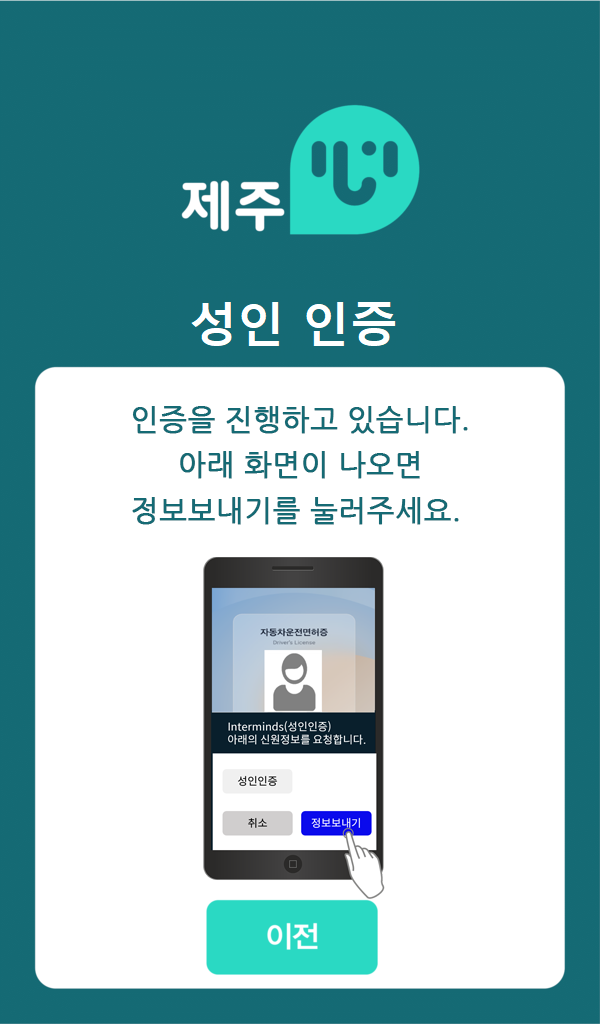 제주
성인 인증
인증을 진행하고 있습니다.
아래 화면이 나오면
정보보내기를 눌러주세요.
자동차운전면허증
Driver's License
Interminds(성인인증)
아래의 신원정보를 요청합니다.
성인인증
취소 정보보내기
이전